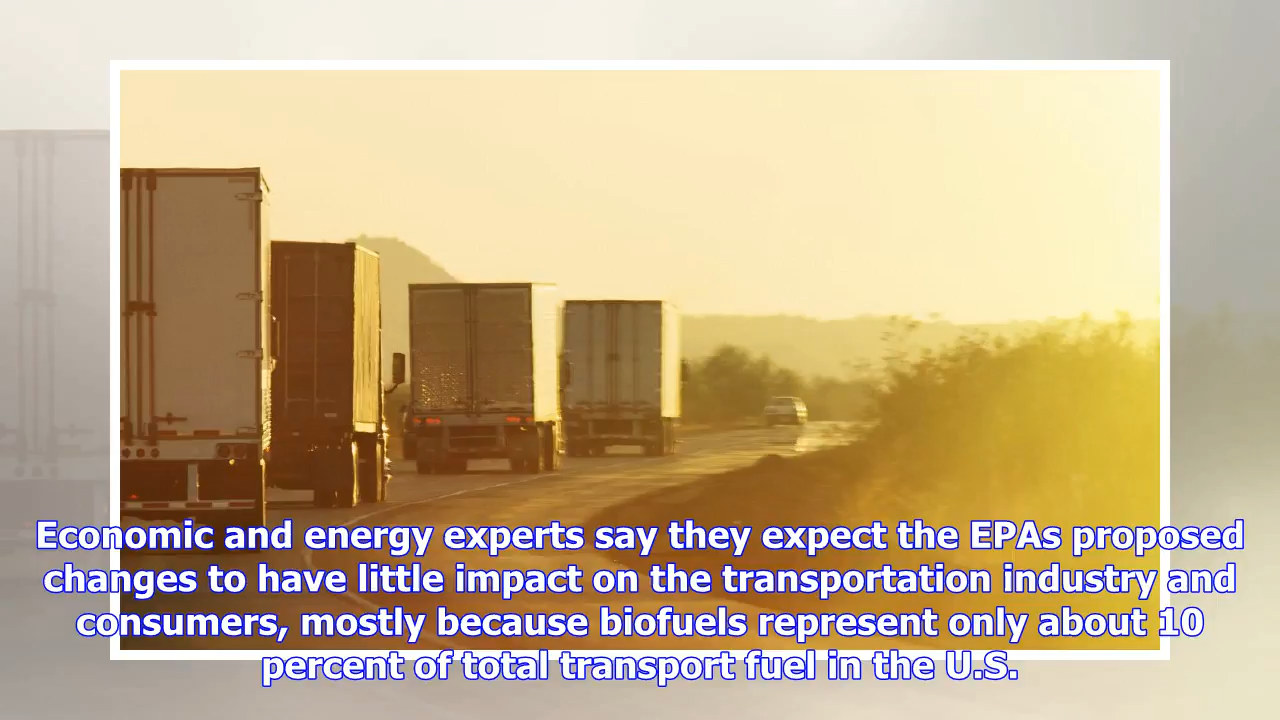 Economic and energy experts say they expect the EPAs proposed
changes to have little impact on the transportation industry and
consumers, mostly because biofuels represent only about 10
percent of total transport fuel in the U.S.